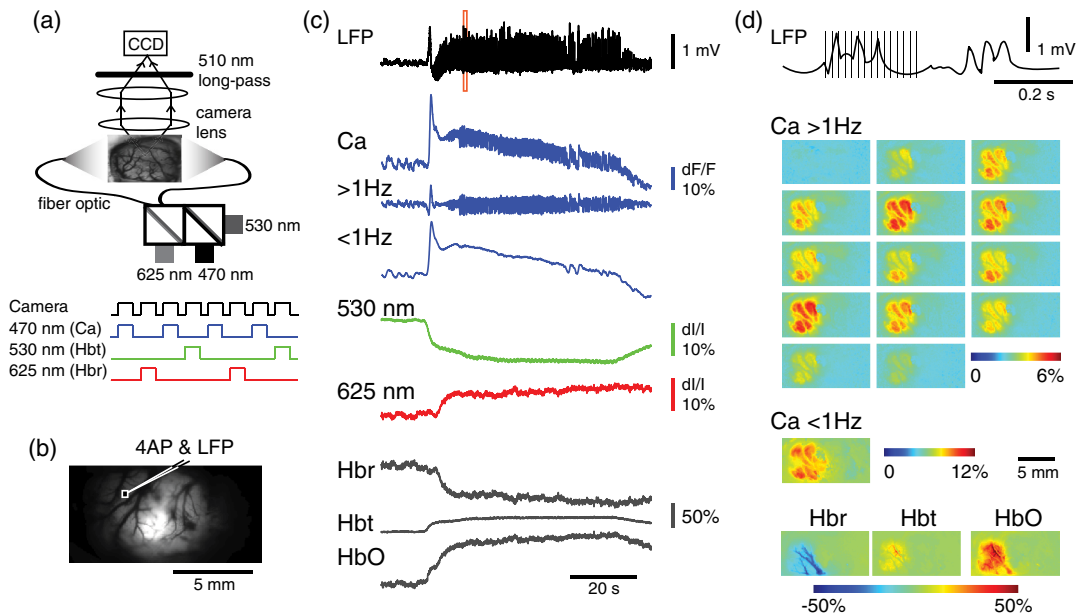 (a)
CCD
510 nm
long-pass
camera
lens
fiber optic
530 nm
625 nm 470 nm
Camera
470 nm (Ca)
530 nm (Hbt)
625 nm (Hbr)
(b)
4AP & LFP
5 mm
(c)
LFP
1 mV
Ca
dF/F
10%
>1Hz
<1Hz
530 nm
dI/I
10%
625 nm
dI/I
10%
Hbr
Hbt
50%
HbO
20 s
(d)
LFP
1 mV
0.2 s
Ca >1Hz
0 6%
Ca <1Hz
0 12%
5 mm
Hbr Hbt HbO
-50% 50%